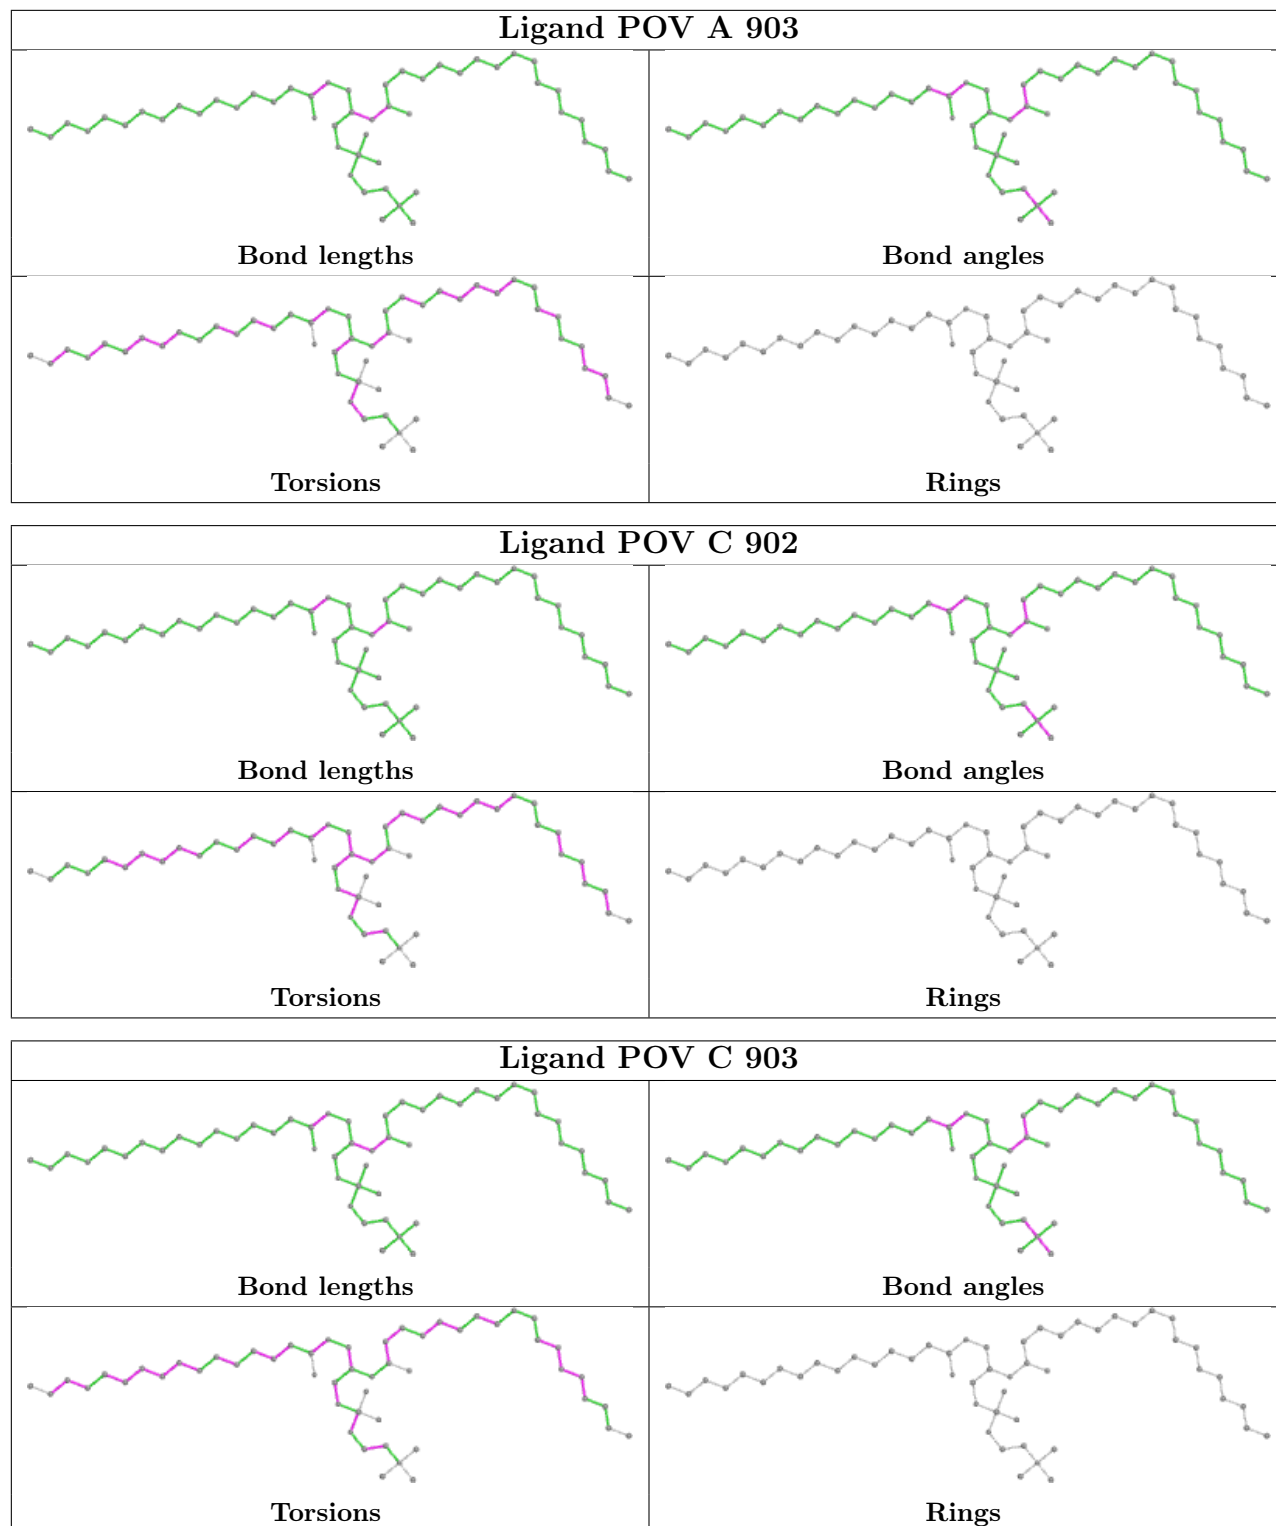 Ligand POV A 903
Bond lengths
Bond angles
Torsions
Rings
Ligand POV C 902
Bond lengths
Bond angles
Torsions
Rings
Ligand POV C 903
Bond lengths
Bond angles
Torsions
Rings